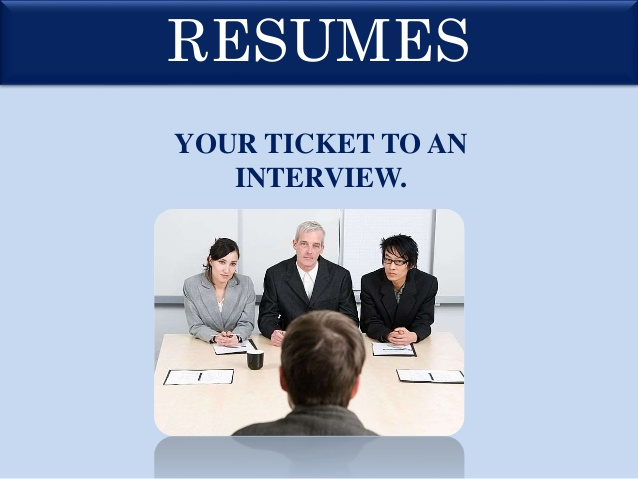 RESUMES
YOUR TICKET TO AN
INTERVIEW.